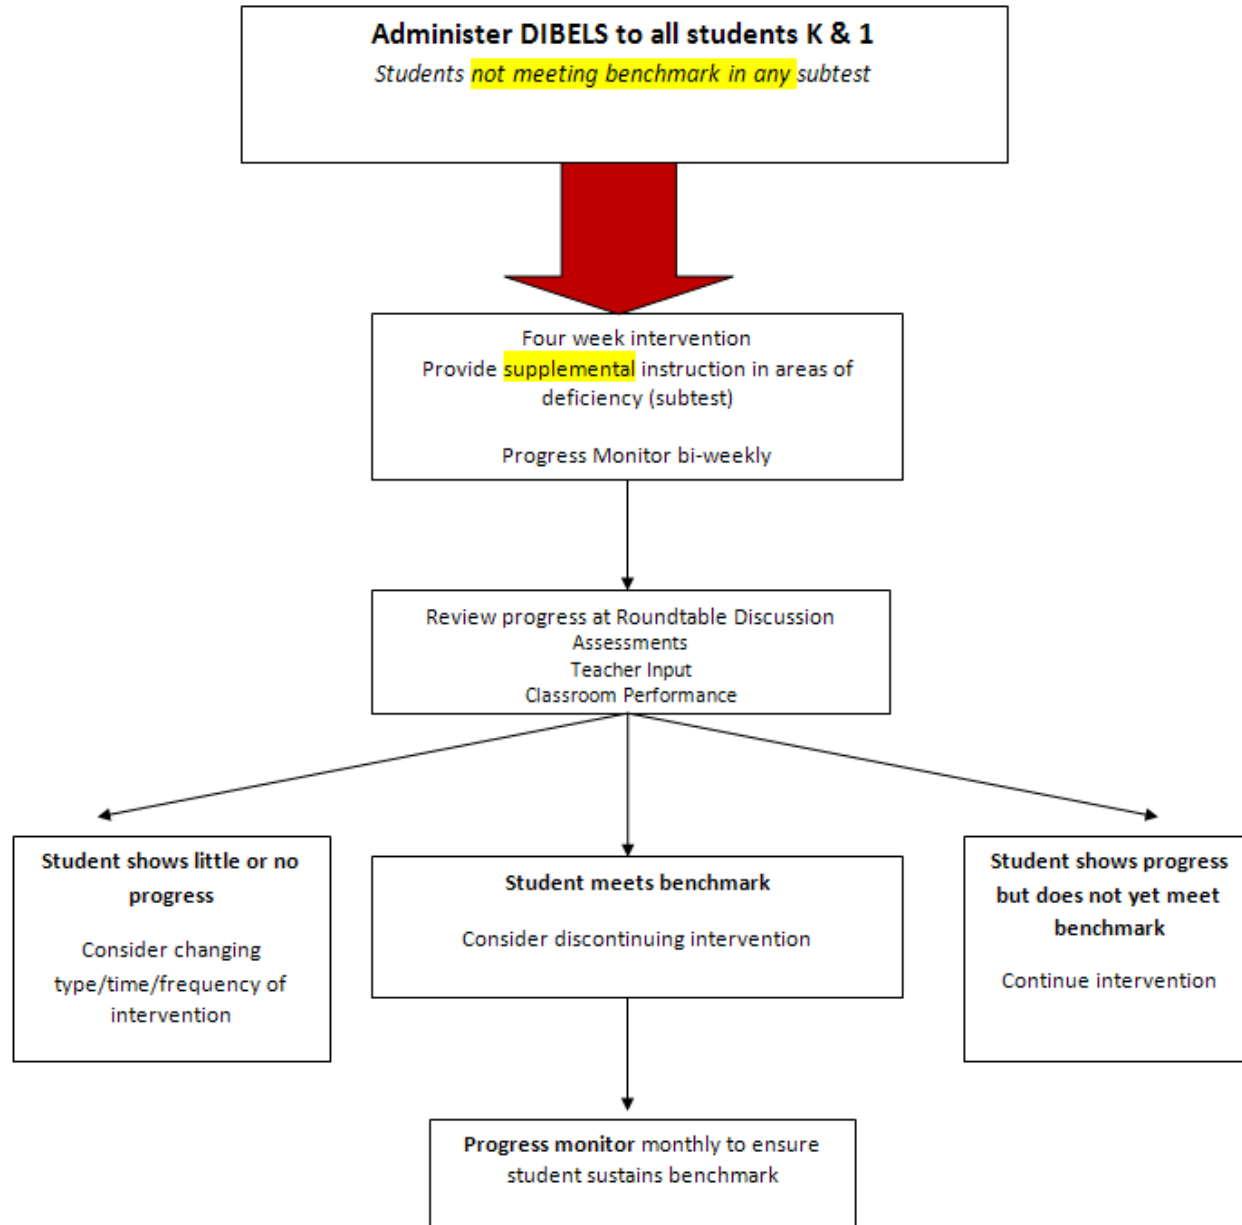 Administer DIBELS to all students K & 1
Students not meeting benchmark in any subtest
Four week intervention
Provide supplemental instruction in areas of
deficiency (subtest)
Progress Monitor bi-weekly
Review progress at Roundtable Discussion
Assessments
Teacher Input
Classroom Performance
Student shows little or no
progress
Consider changing
type/time/frequency of
intervention
Student meets benchmark
Consider discontinuing intervention
Student shows progress
but does not yet meet
benchmark
Continue intervention
Progress monitor monthly to ensure
student sustains benchmark